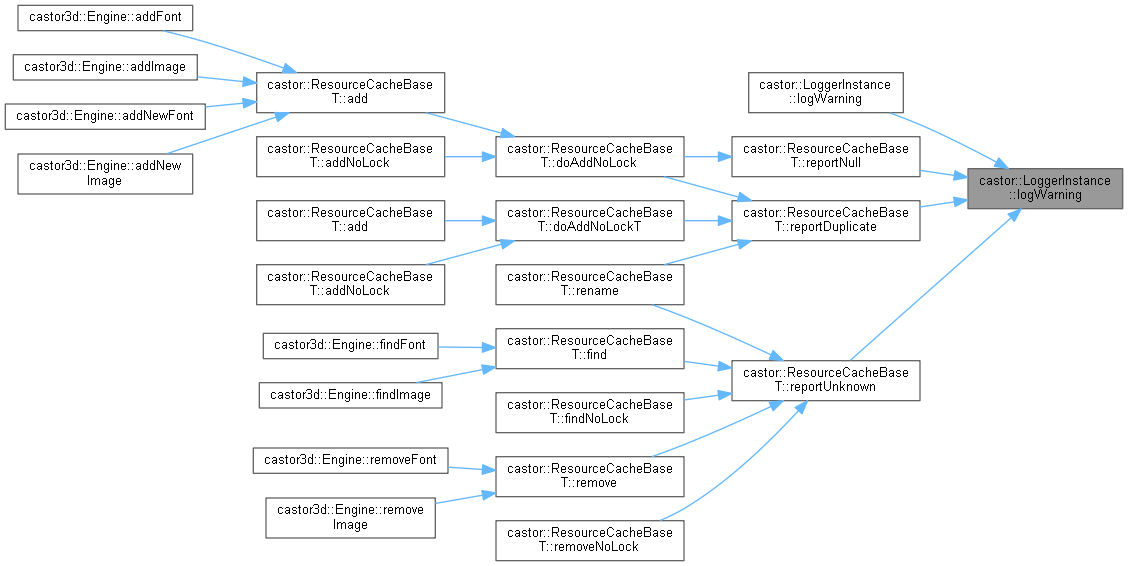 castor3d::Engine::addFont
castor3d::Engine::addImage
castor3d::Engine::addNewFont
castor3d::Engine::addNew
Image
castor::ResourceCacheBase
T::add
castor::ResourceCacheBase
T::addNoLock
castor::ResourceCacheBase
T::add
castor::ResourceCacheBase
T::addNoLock
castor3d::Engine::findFont
castor3d::Engine::findImage
castor3d::Engine::removeFont
castor3d::Engine::remove
Image
castor::ResourceCacheBase
T::doAddNoLock
castor::ResourceCacheBase
T::doAddNoLockT
castor::ResourceCacheBase
T::rename
castor::ResourceCacheBase
T::find
castor::ResourceCacheBase
T::findNoLock
castor::ResourceCacheBase
T::remove
castor::ResourceCacheBase
T::removeNoLock
castor::LoggerInstance
::logWarning
castor::ResourceCacheBase
T::reportNull
castor::ResourceCacheBase
T::reportDuplicate
castor::ResourceCacheBase
T::reportUnknown
castor::LoggerInstance
::logWarning